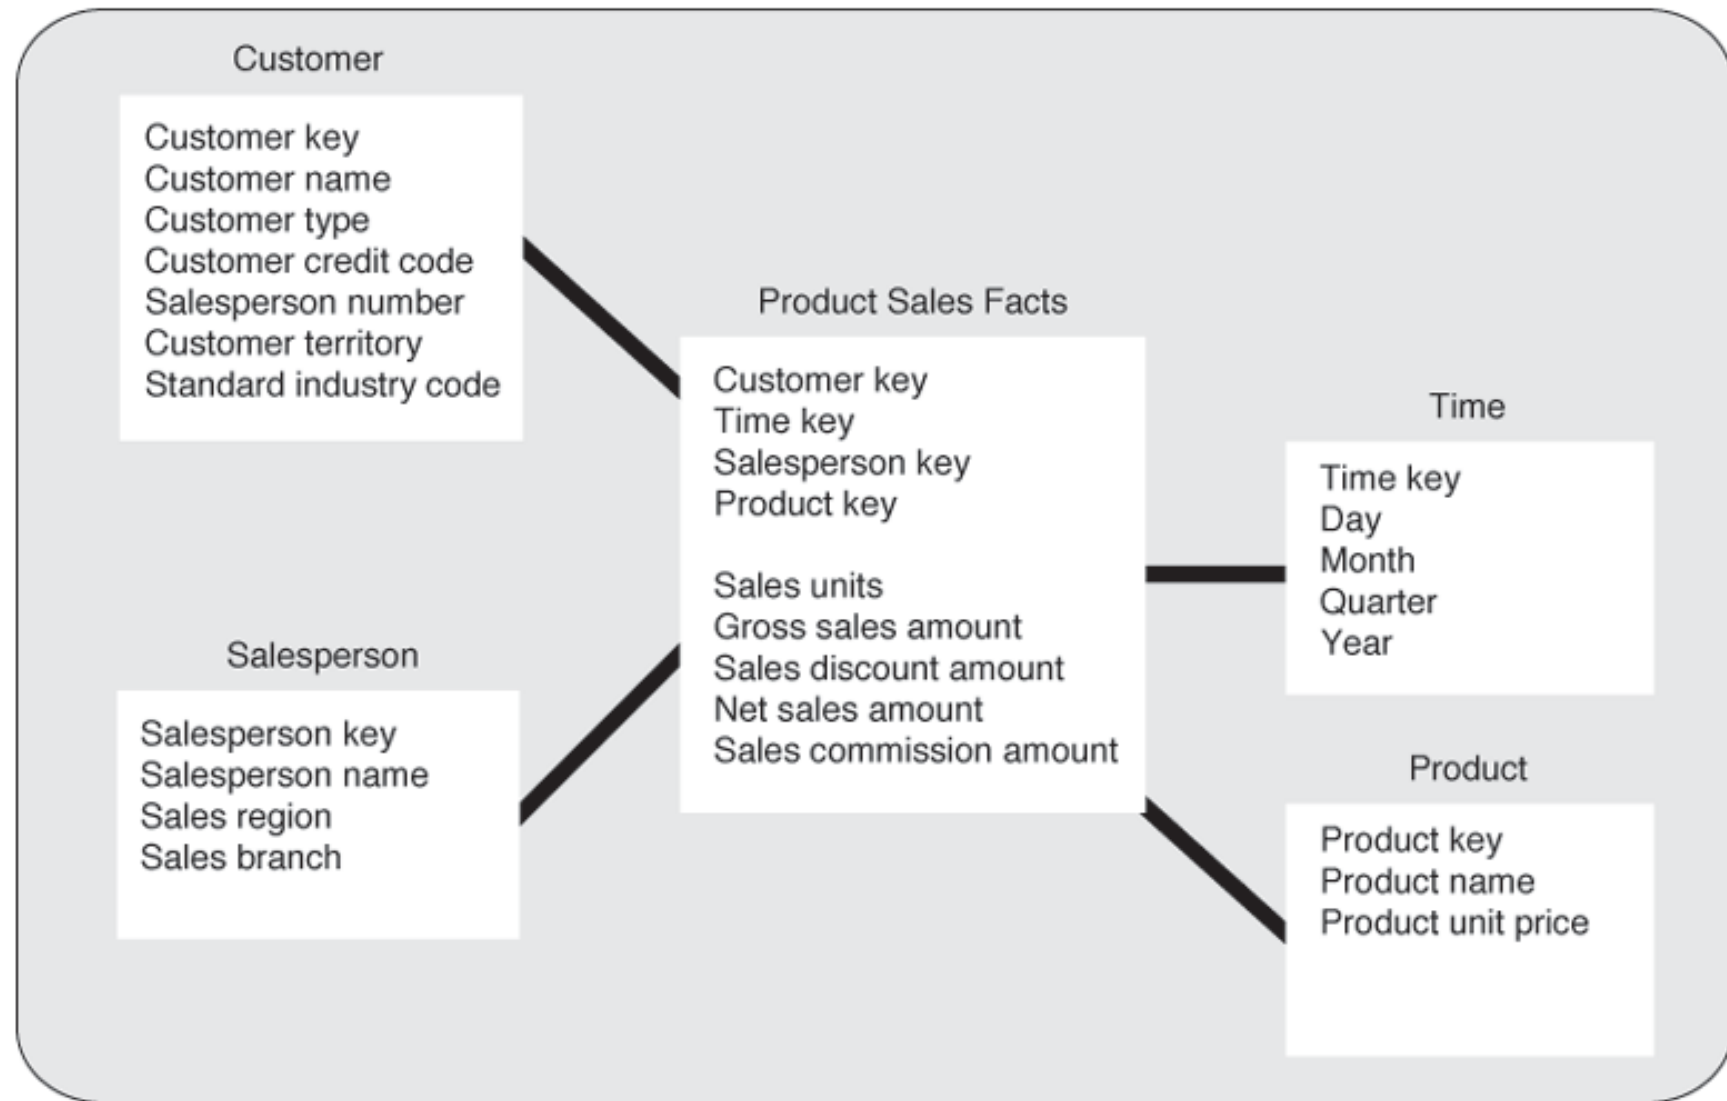 Customer
Customer key
Customer name
Customer type
Customer credit code
Salesperson number
Customer territory
Standard industry code
Product Sales Facts
Customer key
Time key
Salesperson key
Product key
Sales units
Gross sales amount
Sales discount amount
Net sales amount
Sales commission amount
Time
Time key
Day
Month
Quarter
Year
Salesperson
Salesperson key
Salesperson name
Sales region
Sales branch
Product
Product key
Product name
Product unit price